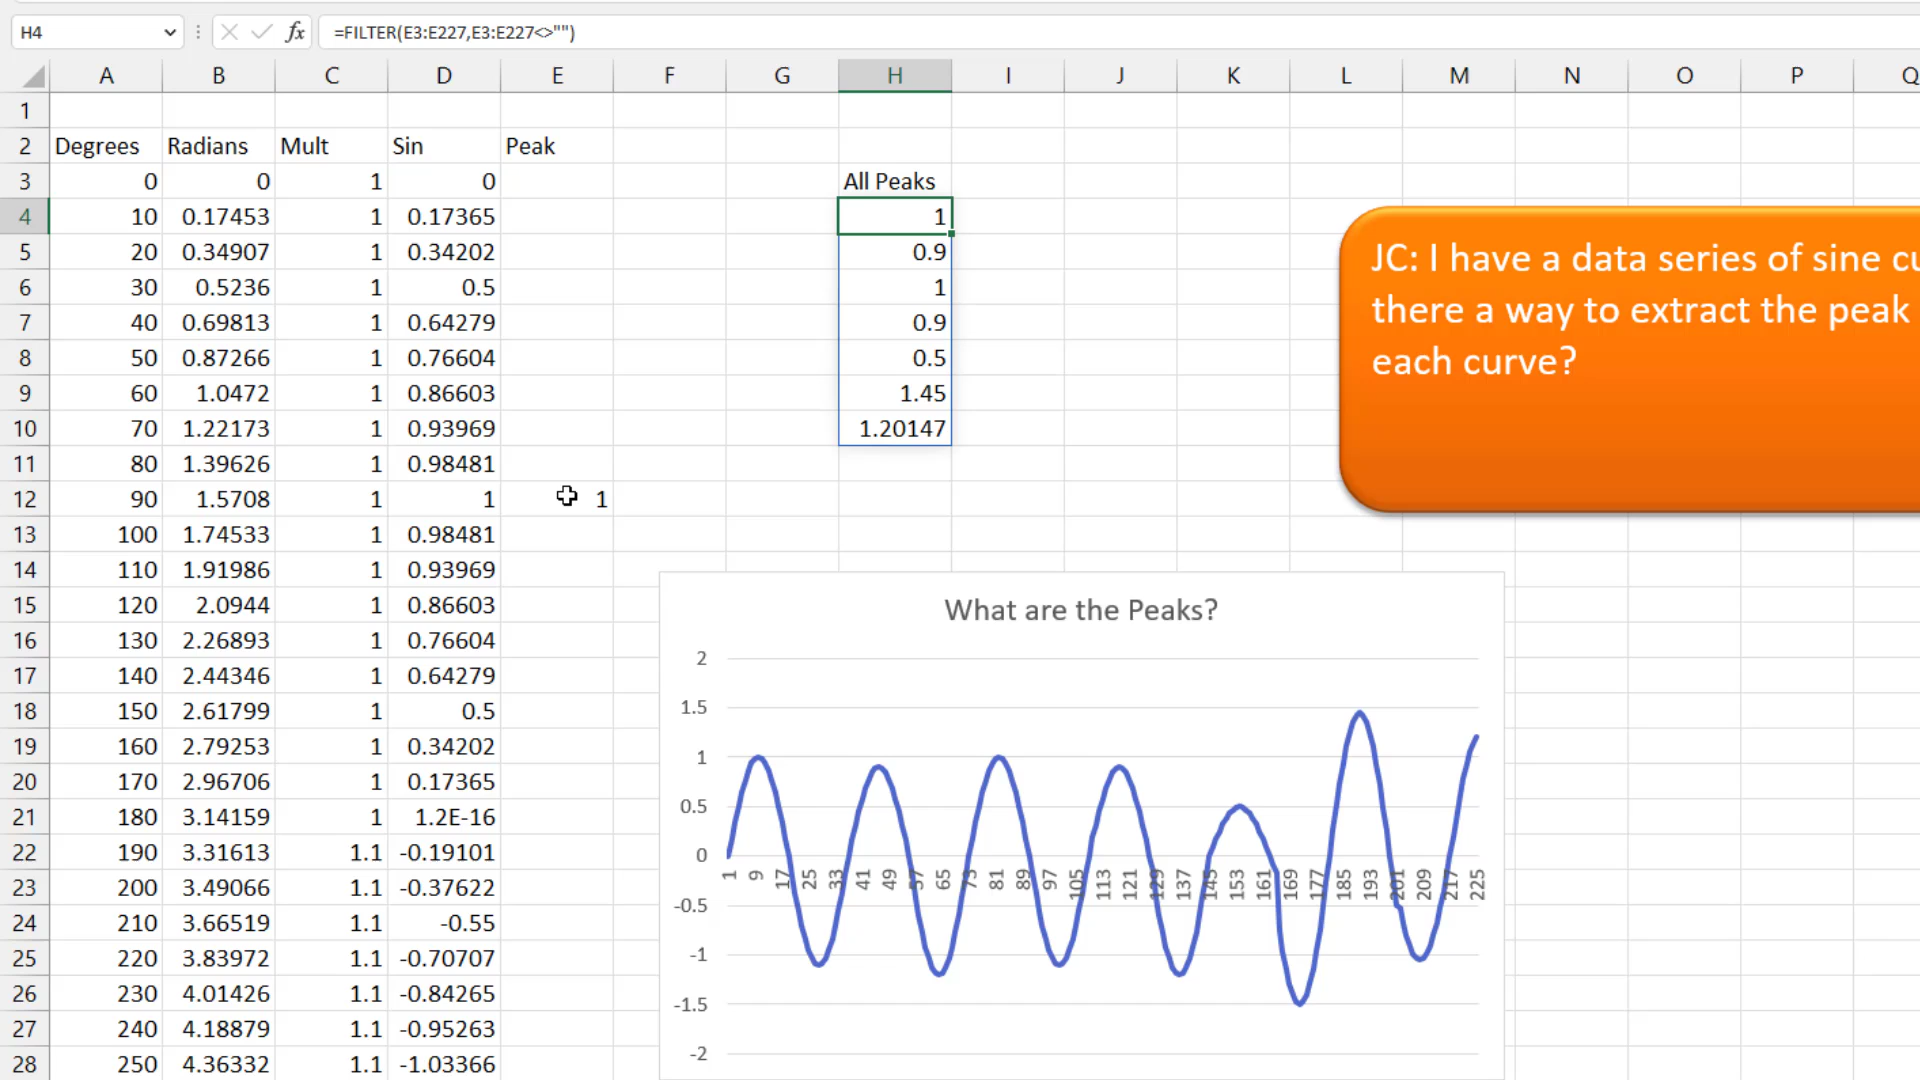 H4 fx =FILTER(E3:E227,E3:E227<>"")
A B C D E F G H I J K L M N O P Q
1
2 Degrees Radians Mult Sin Peak
3 0 0 1 0 All Peaks
4 10 0.17453 1 0.17365 1
5 20 0.34907 1 0.34202 0.9
6 30 0.5236 1 0.5 1
7 40 0.69813 1 0.64279 0.9
8 50 0.87266 1 0.76604 0.5
9 60 1.0472 1 0.86603 1.45
10 70 1.22173 1 0.93969 1.20147
11 80 1.39626 1 0.98481
12 90 1.5708 1 1 1
13 100 1.74533 1 0.98481
14 110 1.91986 1 0.93969
15 120 2.0944 1 0.86603
16 130 2.26893 1 0.76604
17 140 2.44346 1 0.64279
18 150 2.61799 1 0.5
19 160 2.79253 1 0.34202
20 170 2.96706 1 0.17365
21 180 3.14159 1 1.2E-16
22 190 3.31613 1.1 -0.19101
23 200 3.49066 1.1 -0.37622
24 210 3.66519 1.1 -0.55
25 220 3.83972 1.1 -0.70707
26 230 4.01426 1.1 -0.84265
27 240 4.18879 1.1 -0.95263
28 250 4.36332 1.1 -1.03366
JC: I have a data series of sine cu
there a way to extract the peak
each curve?
What are the Peaks?
2
1.5
1
0.5
0
-0.5
-1
-1.5
-2
1 9 17 25 33 41 49 57 65 73 81 89 97 105 113 121 129 137 145 153 161 169 177 185 193 201 209 217 225